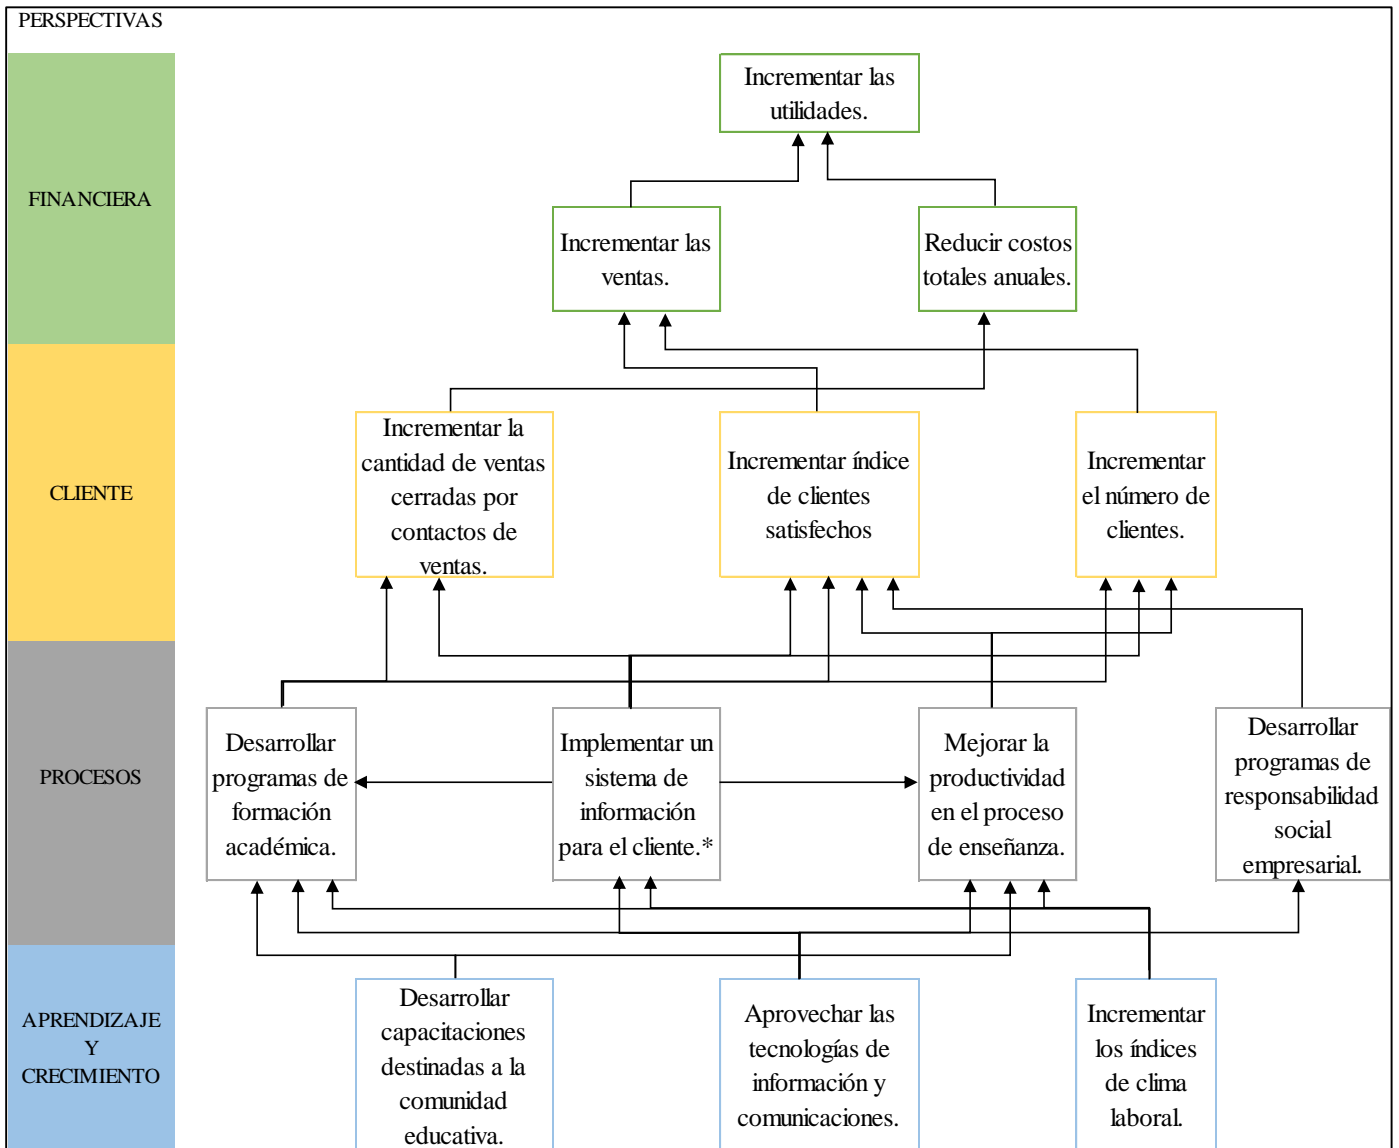 PERSPECTIVAS
FINANCIERA
Incrementar las
utilidades.
Incrementar las
ventas.
Reducir costos
totales anuales.
CLIENTE
Incrementar la
cantidad de ventas
cerradas por
contactos de
ventas.
Incrementar índice
de clientes
satisfechos
Incrementar
el número de
clientes.
PROCESOS
Desarrollar
programas de
formación
académica.
Implementar un
sistema de
información
para el cliente.*
Mejorar la
productividad
en el proceso
de enseñanza.
Desarrollar
programas de
responsabilidad
social
empresarial.
APRENDIZAJE
Y
CRECIMIENTO
Desarrollar
capacitaciones
destinadas a la
comunidad
educativa.
Aprovechar las
tecnologías de
información y
comunicaciones.
Incrementar
los índices
de clima
laboral.